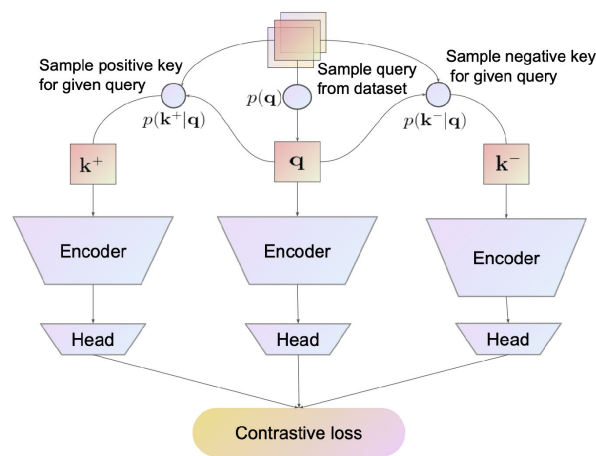 Sample positive key
for given query
Sample query
from dataset
Sample negative key
for given query
p(k⁺|q)
p(q)
p(k⁻|q)
k⁺
q
k⁻
Encoder
Encoder
Encoder
Head
Head
Head
Contrastive loss